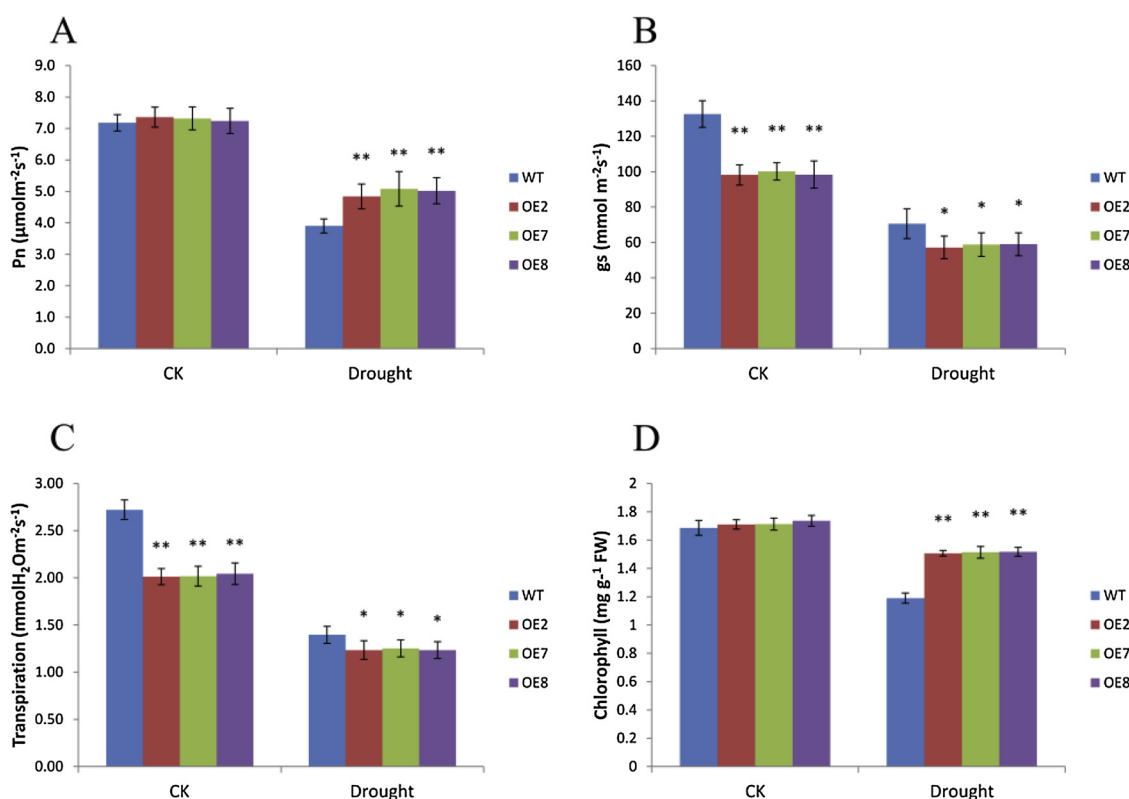 A
Pn (µmolm⁻²s⁻¹)
9.0
8.0
7.0
6.0
5.0
4.0
3.0
2.0
1.0
0.0
** ** **
CK
Drought
WT
OE2
OE7
OE8
B
gs (mmol m⁻²s⁻¹)
160
140
120
100
80
60
40
20
0
** ** **
* * *
CK
Drought
WT
OE2
OE7
OE8
C
Transpiration (mmolH₂Om⁻²s⁻¹)
3.00
2.50
2.00
1.50
1.00
0.50
0.00
** ** **
* * *
CK
Drought
WT
OE2
OE7
OE8
D
Chlorophyll (mg g⁻¹ FW)
2
1.8
1.6
1.4
1.2
1
0.8
0.6
0.4
0.2
0
** ** **
CK
Drought
WT
OE2
OE7
OE8